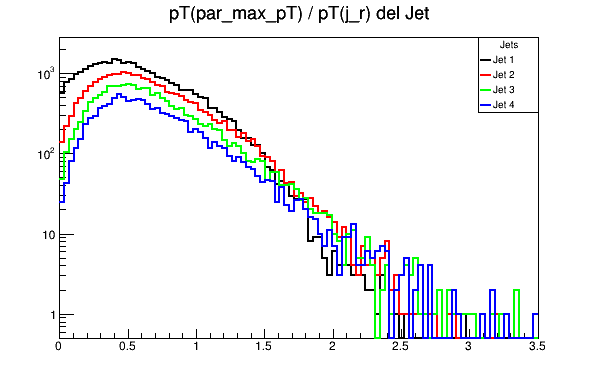 pT(par_max_pT) / pT(j_r) del Jet
Jets
Jet 1
Jet 2
Jet 3
Jet 4
10³
10²
10
1
0 0.5 1 1.5 2 2.5 3 3.5